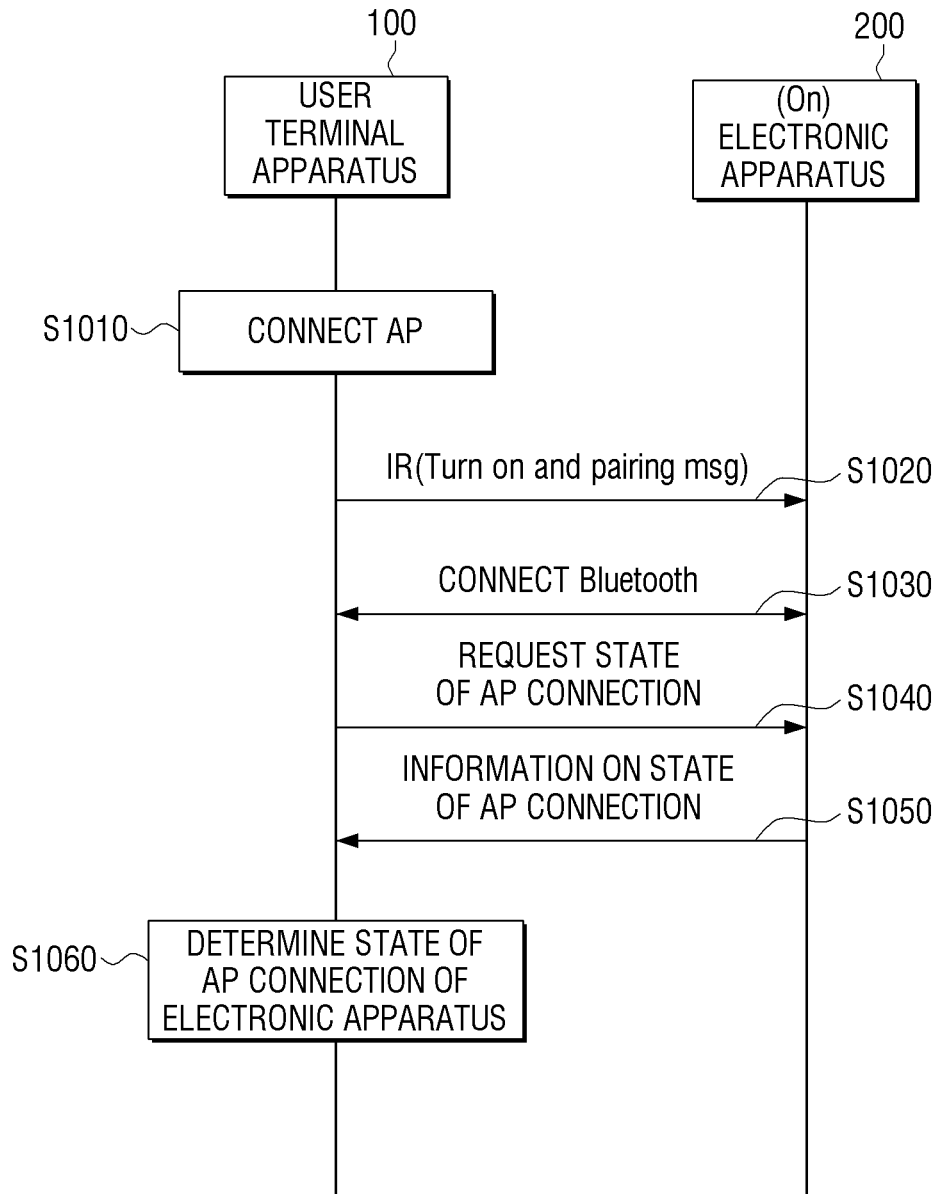 100
200
USER
TERMINAL
APPARATUS
(On)
ELECTRONIC
APPARATUS
S1010
CONNECT AP
IR(Turn on and pairing msg)
S1020
CONNECT Bluetooth
S1030
REQUEST STATE
OF AP CONNECTION
S1040
INFORMATION ON STATE
OF AP CONNECTION
S1050
S1060
DETERMINE STATE OF
AP CONNECTION OF
ELECTRONIC APPARATUS